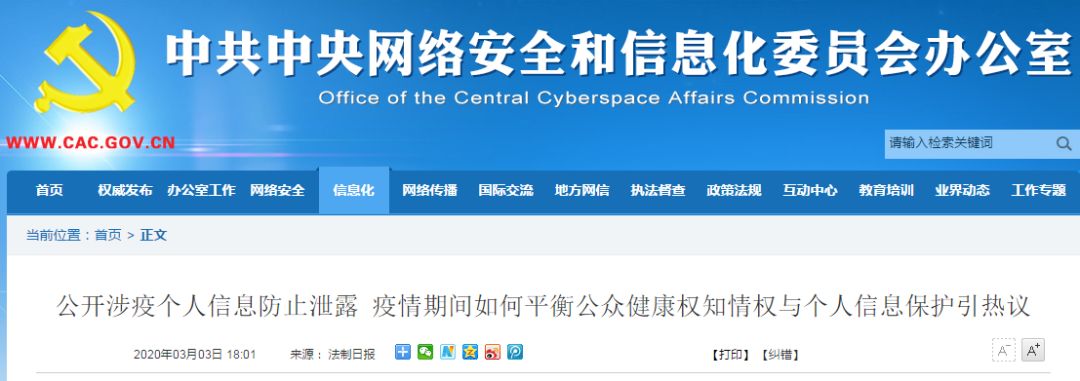 中共中央网络安全和信息化委员会办公室
Office of the Central Cyberspace Affairs Commission
WWW.CAC.GOV.CN
请输入检索关键词
首页 权威发布 办公室工作 网络安全 信息化 网络传播 国际交流 地方网信 执法督查 政策法规 互动中心 教育培训 业界动态 工作专题
当前位置：首页 > 正文
公开涉疫个人信息防止泄露 疫情期间如何平衡公众健康权知情权与个人信息保护引热议
2020年03月03日 18:01 来源：法制日报 【打印】【纠错】 A- A+